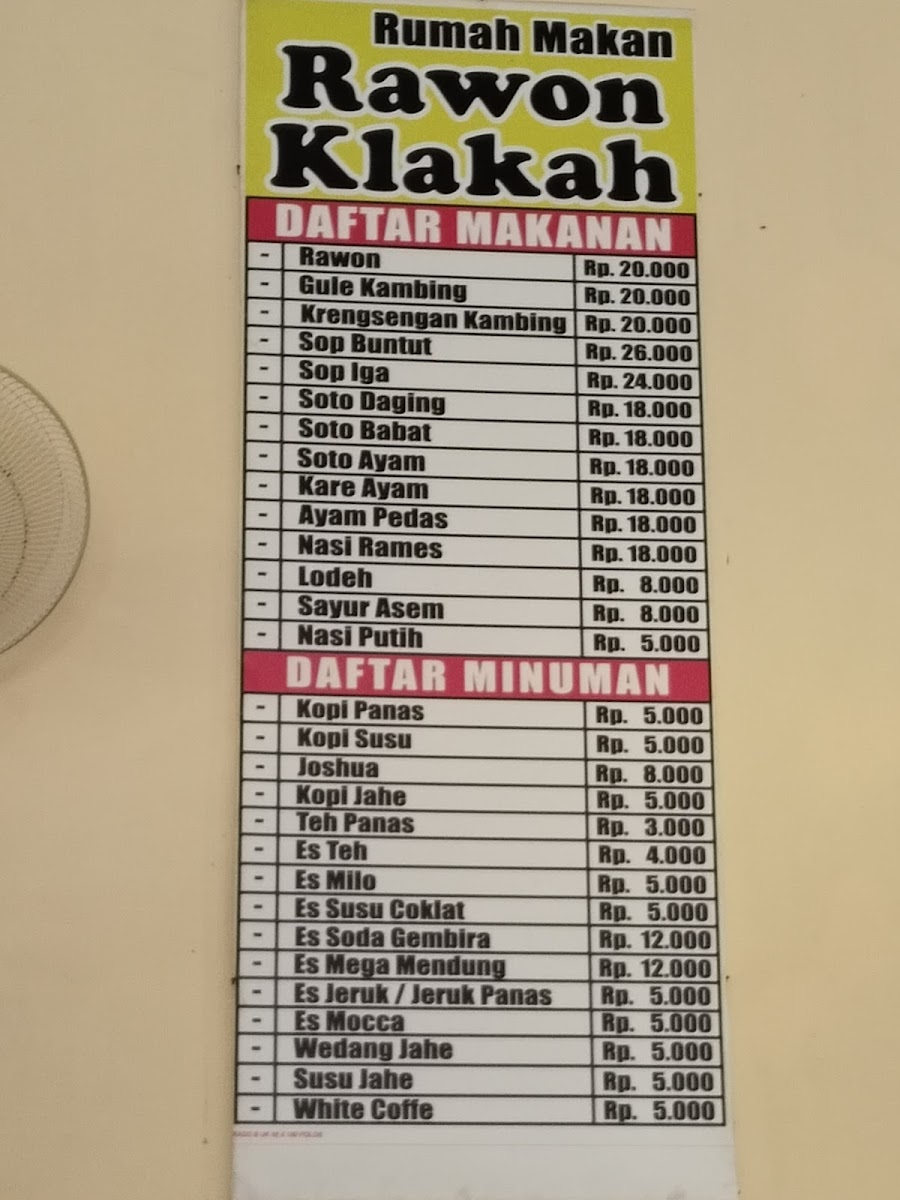 Rumah Makan
Rawon
Klakah
DAFTAR MAKANAN
- Rawon Rp. 20.000
- Gule Kambing Rp. 20.000
- Krengsengan Kambing Rp. 20.000
- Sop Buntut Rp. 26.000
- Sop Iga Rp. 24.000
- Soto Daging Rp. 18.000
- Soto Babat Rp. 18.000
- Soto Ayam Rp. 18.000
- Kare Ayam Rp. 18.000
- Ayam Pedas Rp. 18.000
- Nasi Rames Rp. 18.000
- Lodeh Rp. 8.000
- Sayur Asem Rp. 8.000
- Nasi Putih Rp. 5.000
DAFTAR MINUMAN
- Kopi Panas Rp. 5.000
- Kopi Susu Rp. 5.000
- Joshua Rp. 8.000
- Kopi Jahe Rp. 5.000
- Teh Panas Rp. 3.000
- Es Teh Rp. 4.000
- Es Milo Rp. 5.000
- Es Susu Coklat Rp. 5.000
- Es Soda Gembira Rp. 12.000
- Es Mega Mendung Rp. 12.000
- Es Jeruk / Jeruk Panas Rp. 5.000
- Es Mocca Rp. 5.000
- Wedang Jahe Rp. 5.000
- Susu Jahe Rp. 5.000
- White Coffe Rp. 5.000